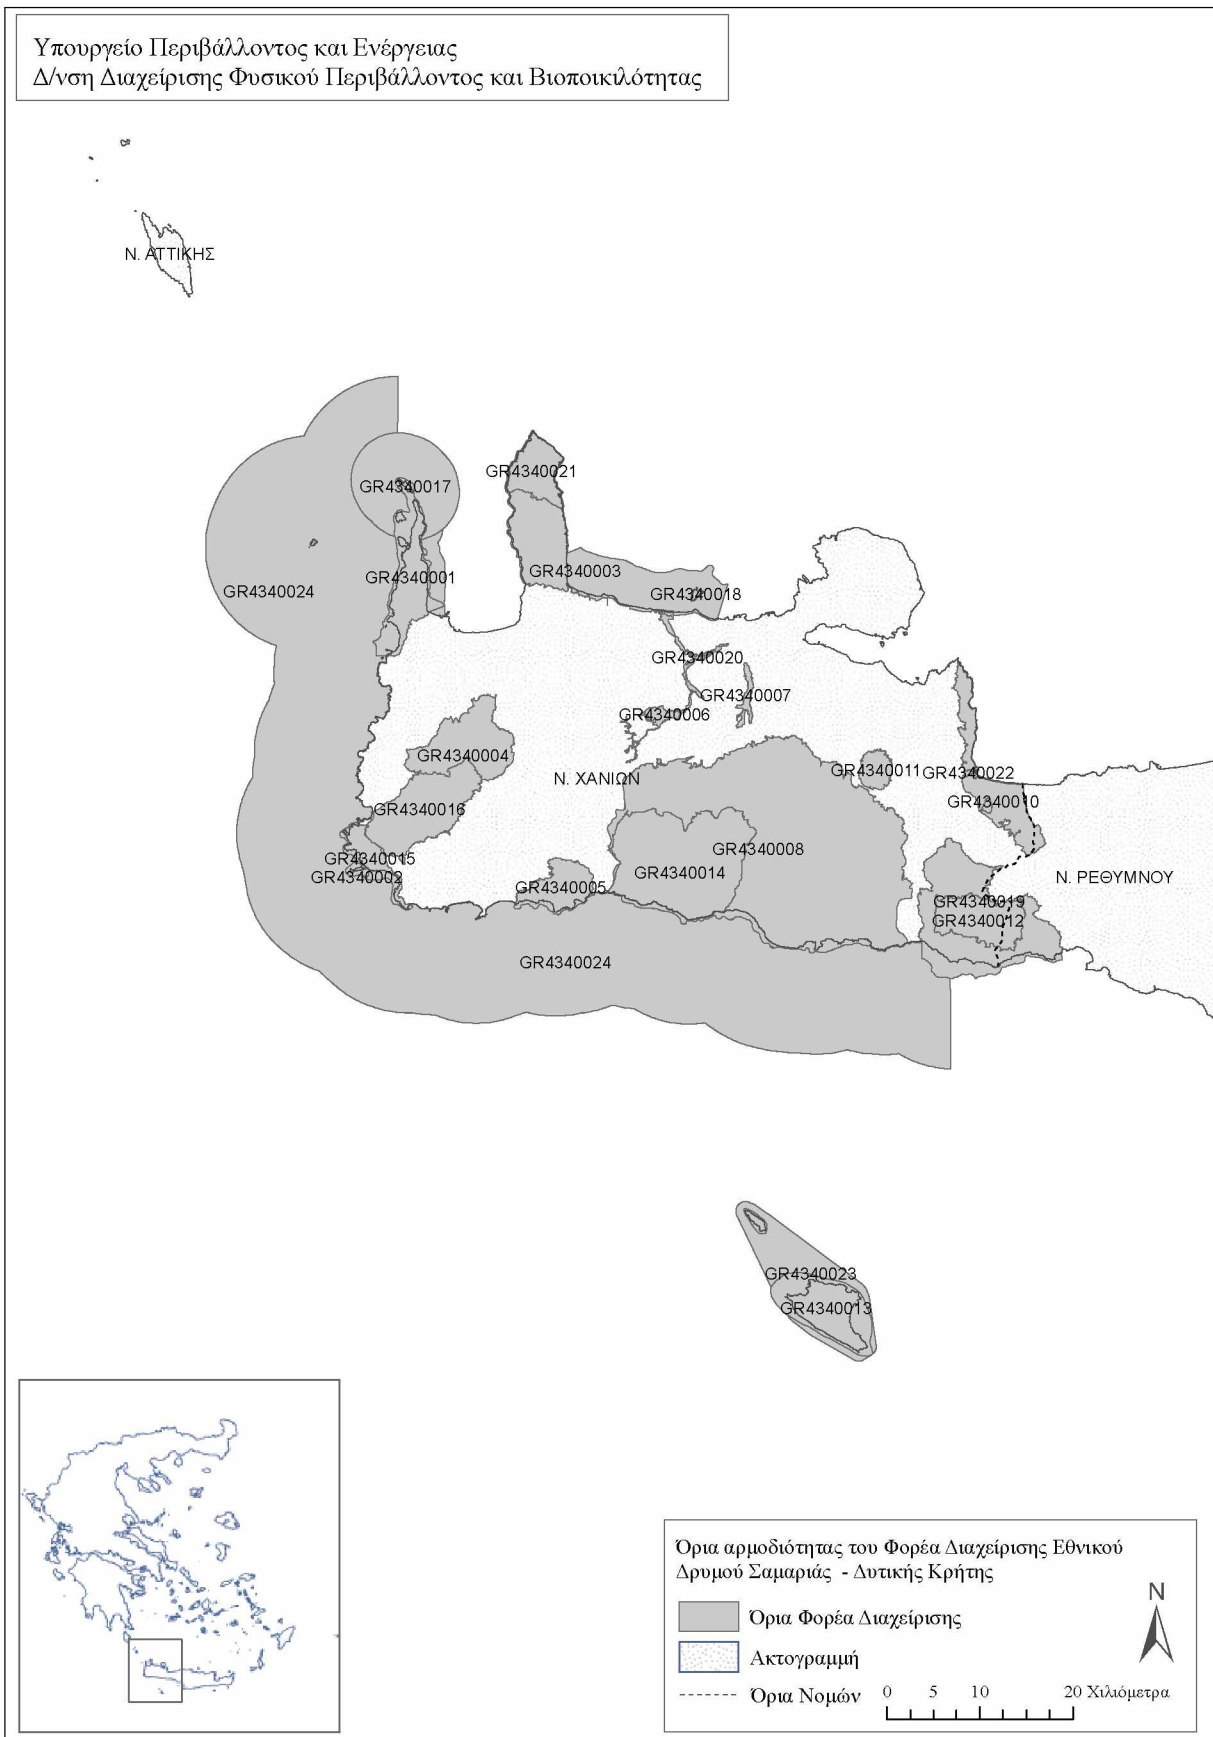 Υπουργείο Περιβάλλοντος και Ενέργειας
Δ/νση Διαχείρισης Φυσικού Περιβάλλοντος και Βιοποικιλότητας
Ν. ΑΤΤΙΚΗΣ
GR4340021
GR4340017
GR4340003
GR4340001
GR4340024
GR4340018
GR4340020
GR4340007
GR4340006
GR4340004
GR4340011
GR4340022
Ν. ΧΑΝΙΩΝ
GR4340010
GR4340016
GR4340008
GR4340015
GR4340014
GR4340002
Ν. ΡΕΘΥΜΝΟΥ
GR4340005
GR4340019
GR4340012
GR4340024
GR4340023
GR4340013
Όρια αρμοδιότητας του Φορέα Διαχείρισης Εθνικού
Δρυμού Σαμαριάς - Δυτικής Κρήτης
Όρια Φορέα Διαχείρισης
Ακτογραμμή
Όρια Νομών
N
0 5 10 20 Χιλιόμετρα